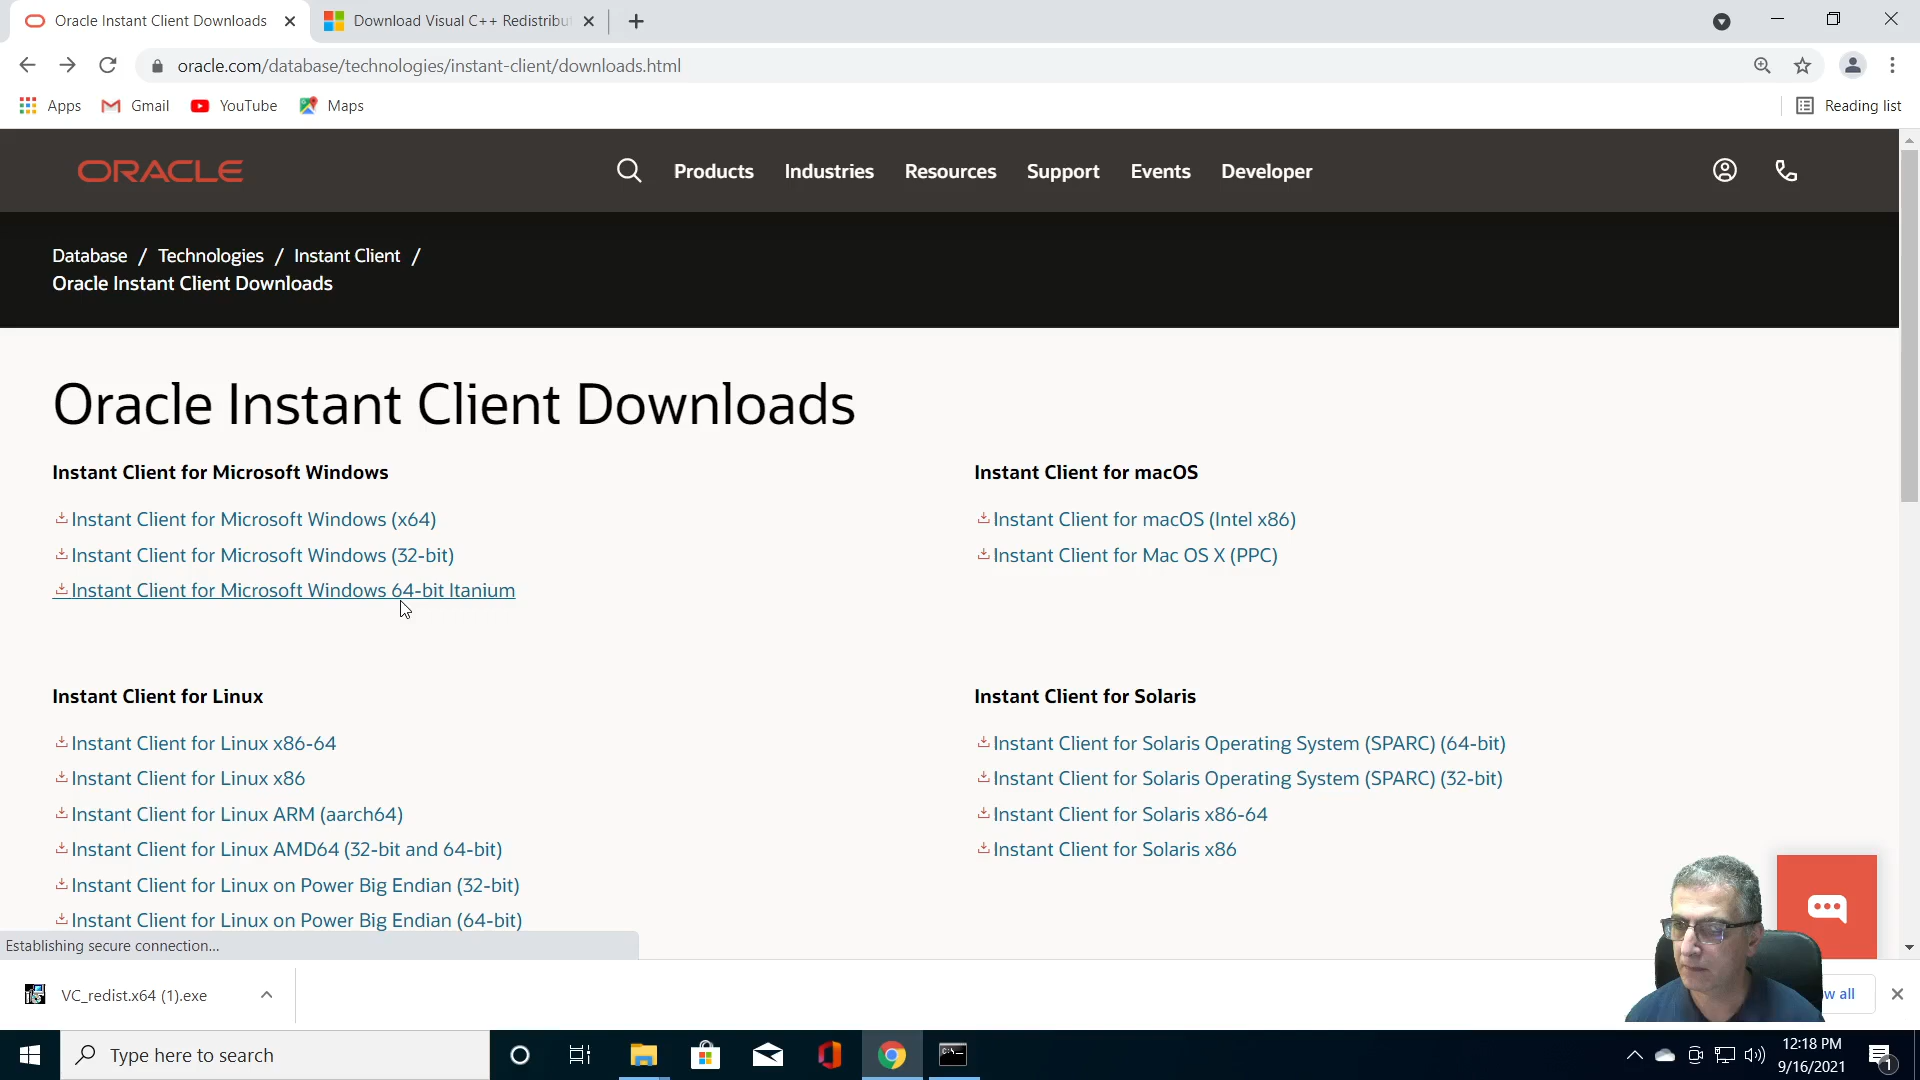 Oracle Instant Client Downloads
Download Visual C++ Redistribut
oracle.com/database/technologies/instant-client/downloads.html
Apps
Gmail
YouTube
Maps
Reading list
ORACLE
Products
Industries
Resources
Support
Events
Developer
Database / Technologies / Instant Client /
Oracle Instant Client Downloads
Oracle Instant Client Downloads
Instant Client for Microsoft Windows
Instant Client for Microsoft Windows (x64)
Instant Client for Microsoft Windows (32-bit)
Instant Client for Microsoft Windows 64-bit Itanium
Instant Client for macOS
Instant Client for macOS (Intel x86)
Instant Client for Mac OS X (PPC)
Instant Client for Linux
Instant Client for Linux x86-64
Instant Client for Linux x86
Instant Client for Linux ARM (aarch64)
Instant Client for Linux AMD64 (32-bit and 64-bit)
Instant Client for Linux on Power Big Endian (32-bit)
Instant Client for Linux on Power Big Endian (64-bit)
Instant Client for Solaris
Instant Client for Solaris Operating System (SPARC) (64-bit)
Instant Client for Solaris Operating System (SPARC) (32-bit)
Instant Client for Solaris x86-64
Instant Client for Solaris x86
Establishing secure connection...
VC_redist.x64 (1).exe
w all
Type here to search
C:\
12:18 PM
9/16/2021
1